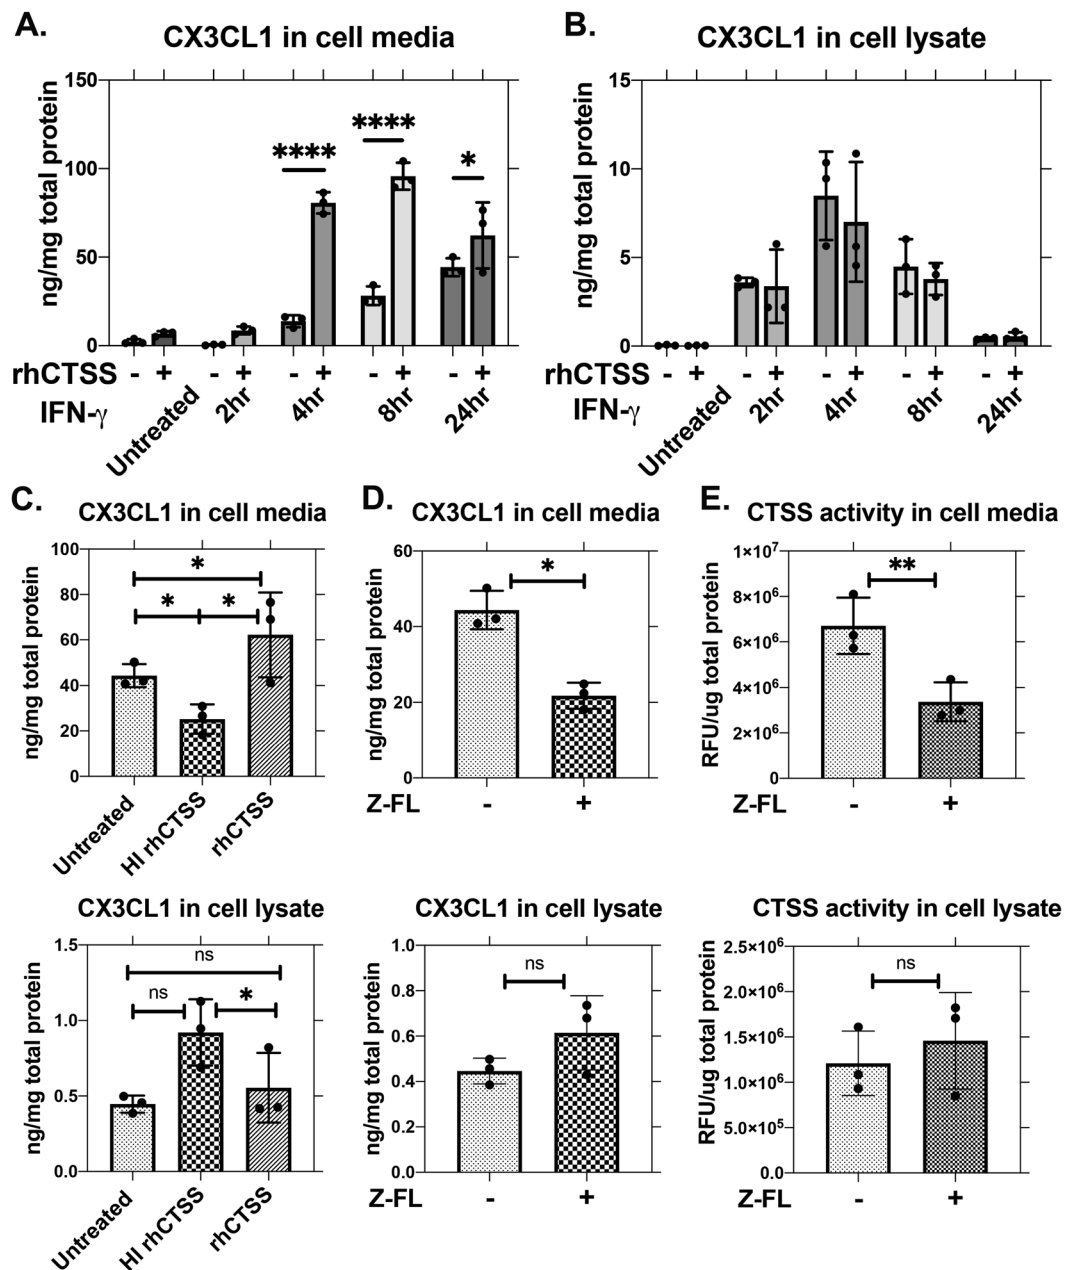 A.
CX3CL1 in cell media
ng/mg total protein
150
100
50
0
****
****
*
rhCTSS - + - + - + - + - +
IFN-γ Untreated 2hr 4hr 8hr 24hr
B.
CX3CL1 in cell lysate
ng/mg total protein
15
10
5
0
rhCTSS - + - + - + - + - +
IFN-γ Untreated 2hr 4hr 8hr 24hr
C.
CX3CL1 in cell media
ng/mg total protein
100
80
60
40
20
0
*
* *
Untreated HI rhCTSS rhCTSS
D.
CX3CL1 in cell media
ng/mg total protein
60
40
20
0
*
Z-FL - +
E.
CTSS activity in cell media
RFU/ug total protein
1×10⁷
8×10⁶
6×10⁶
4×10⁶
2×10⁶
0
**
Z-FL - +
CX3CL1 in cell lysate
ng/mg total protein
1.5
1.0
0.5
0.0
ns
ns *
Untreated HI rhCTSS rhCTSS
CX3CL1 in cell lysate
ng/mg total protein
1.0
0.8
0.6
0.4
0.2
0.0
ns
Z-FL - +
CTSS activity in cell lysate
RFU/ug total protein
2.5×10⁶
2.0×10⁶
1.5×10⁶
1.0×10⁶
5.0×10⁵
0.0
ns
Z-FL - +